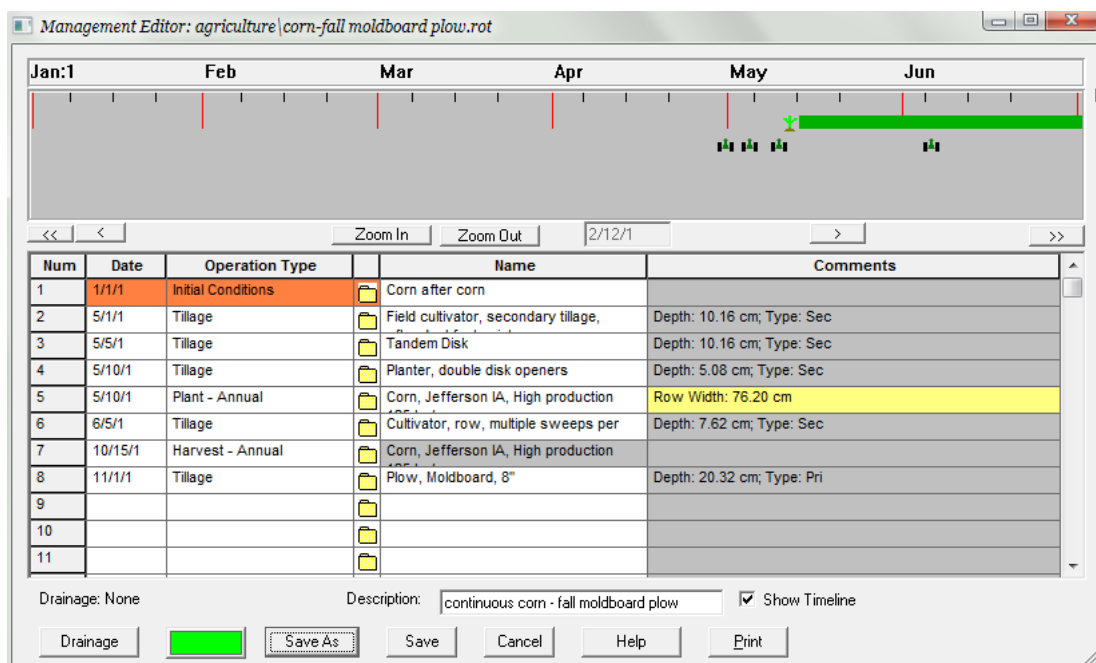 Management Editor: agriculture\corn-fall moldboard plow.rot
Jan:1 Feb Mar Apr May Jun
<< < Zoom In Zoom Out 2/12/1 > >>
Num Date Operation Type Name Comments
1 1/1/1 Initial Conditions Corn after corn
2 5/1/1 Tillage Field cultivator, secondary tillage, Depth: 10.16 cm; Type: Sec
3 5/5/1 Tillage Tandem Disk Depth: 10.16 cm; Type: Sec
4 5/10/1 Tillage Planter, double disk openers Depth: 5.08 cm; Type: Sec
5 5/10/1 Plant - Annual Corn, Jefferson IA, High production Row Width: 76.20 cm
6 6/5/1 Tillage Cultivator, row, multiple sweeps per Depth: 7.62 cm; Type: Sec
7 10/15/1 Harvest - Annual Corn, Jefferson IA, High production
8 11/1/1 Tillage Plow, Moldboard, 8" Depth: 20.32 cm; Type: Pri
9
10
11
Drainage: None Description: continuous corn - fall moldboard plow Show Timeline
Drainage Save As Save Cancel Help Print